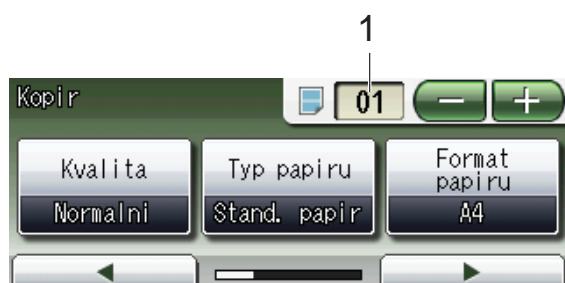 1
Kopir
01
− +
Kvalita
Normalni
Typ papiru
Stand. papir
Format
papiru
A4